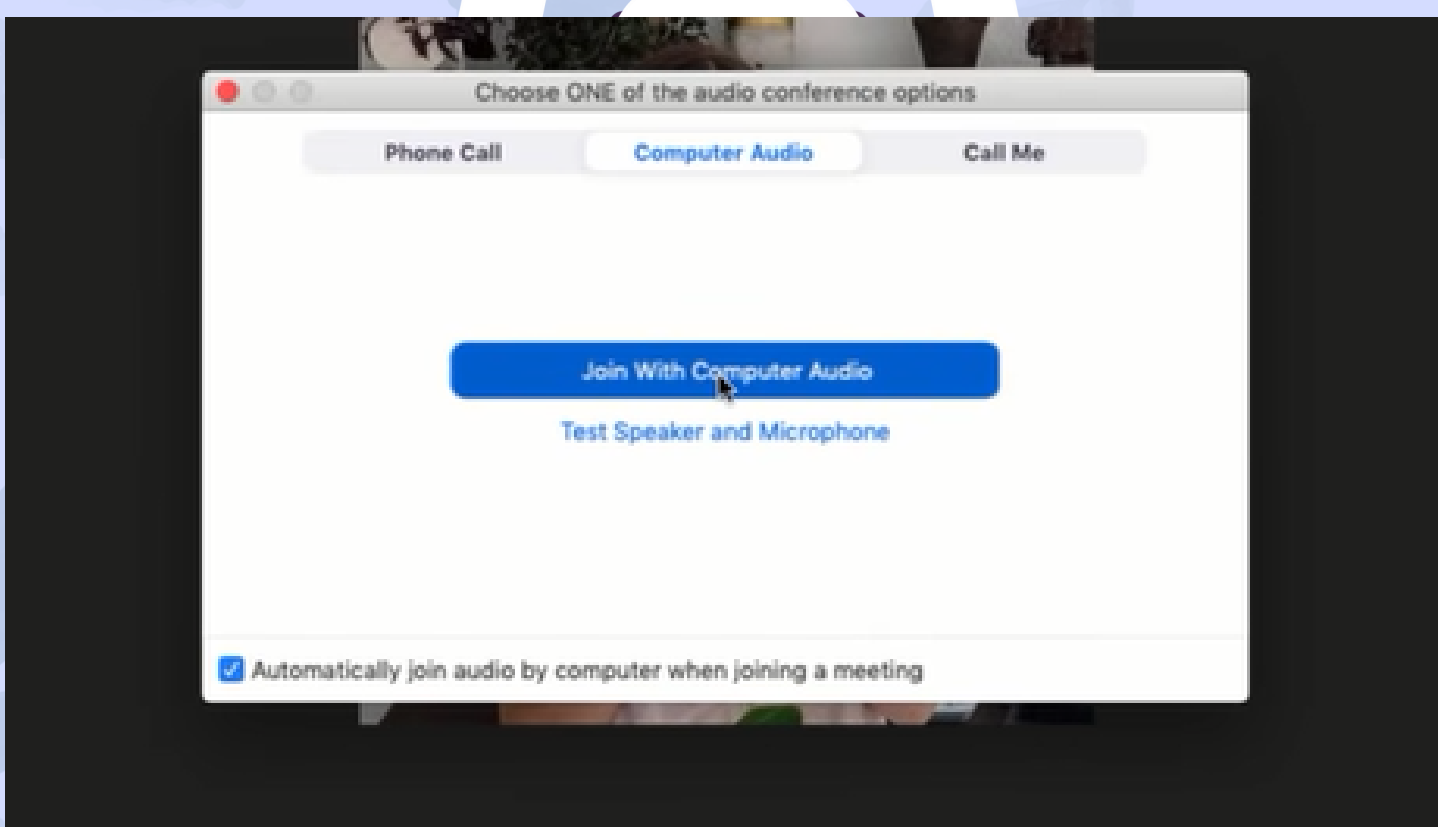 Choose ONE of the audio conference options
Phone Call
Computer Audio
Call Me
Join With Computer Audio
Test Speaker and Microphone
Automatically join audio by computer when joining a meeting